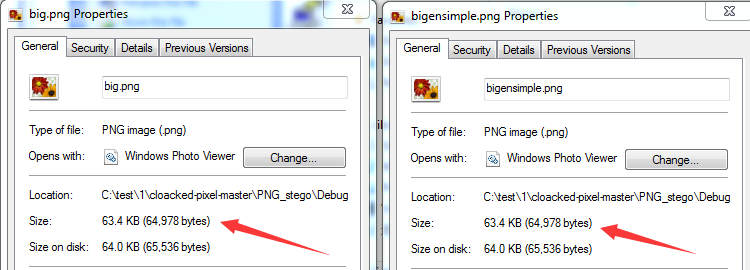 big.png Properties
General Security Details Previous Versions
big.png
Type of file: PNG image (.png)
Opens with: Windows Photo Viewer Change...
Location: C:\test\1\cloacked-pixel-master\PNG_stego\Debug
Size: 63.4 KB (64,978 bytes)
Size on disk: 64.0 KB (65,536 bytes)
bigensimple.png Properties
General Security Details Previous Versions
bigensimple.png
Type of file: PNG image (.png)
Opens with: Windows Photo Viewer Change...
Location: C:\test\1\cloacked-pixel-master\PNG_stego\Debug
Size: 63.4 KB (64,978 bytes)
Size on disk: 64.0 KB (65,536 bytes)